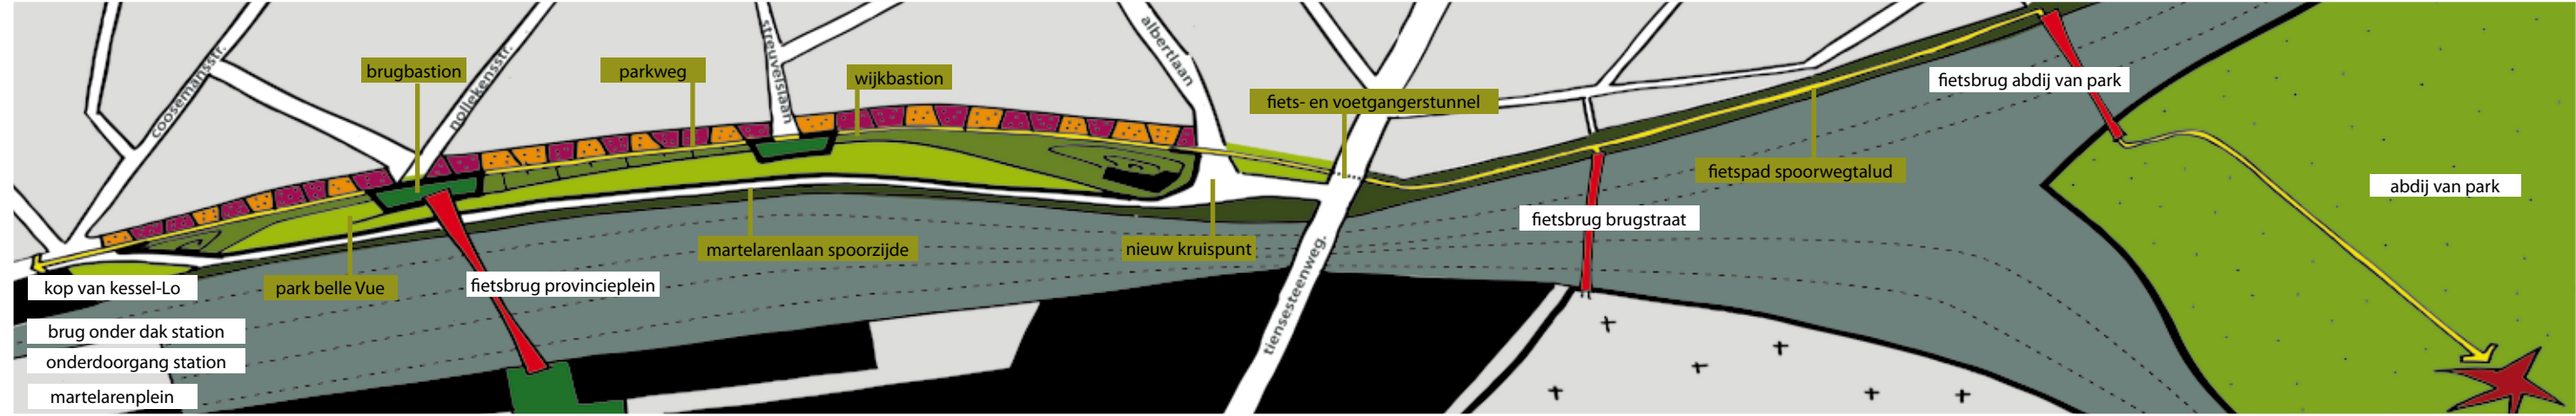 coosemansstr.
nollekensstr.
streuvelslaan
albertlaan
brugbastion
parkweg
wijkbastion
fiets- en voetgangerstunnel
fietsbrug abdij van park
fietspad spoorwegtalud
abdij van park
fietsbrug brugstraat
martelarenlaan spoorzijde
nieuw kruispunt
tiensesteenweg.
kop van kessel-Lo
park belle Vue
fietsbrug provincieplein
brug onder dak station
onderdoorgang station
martelarenplein